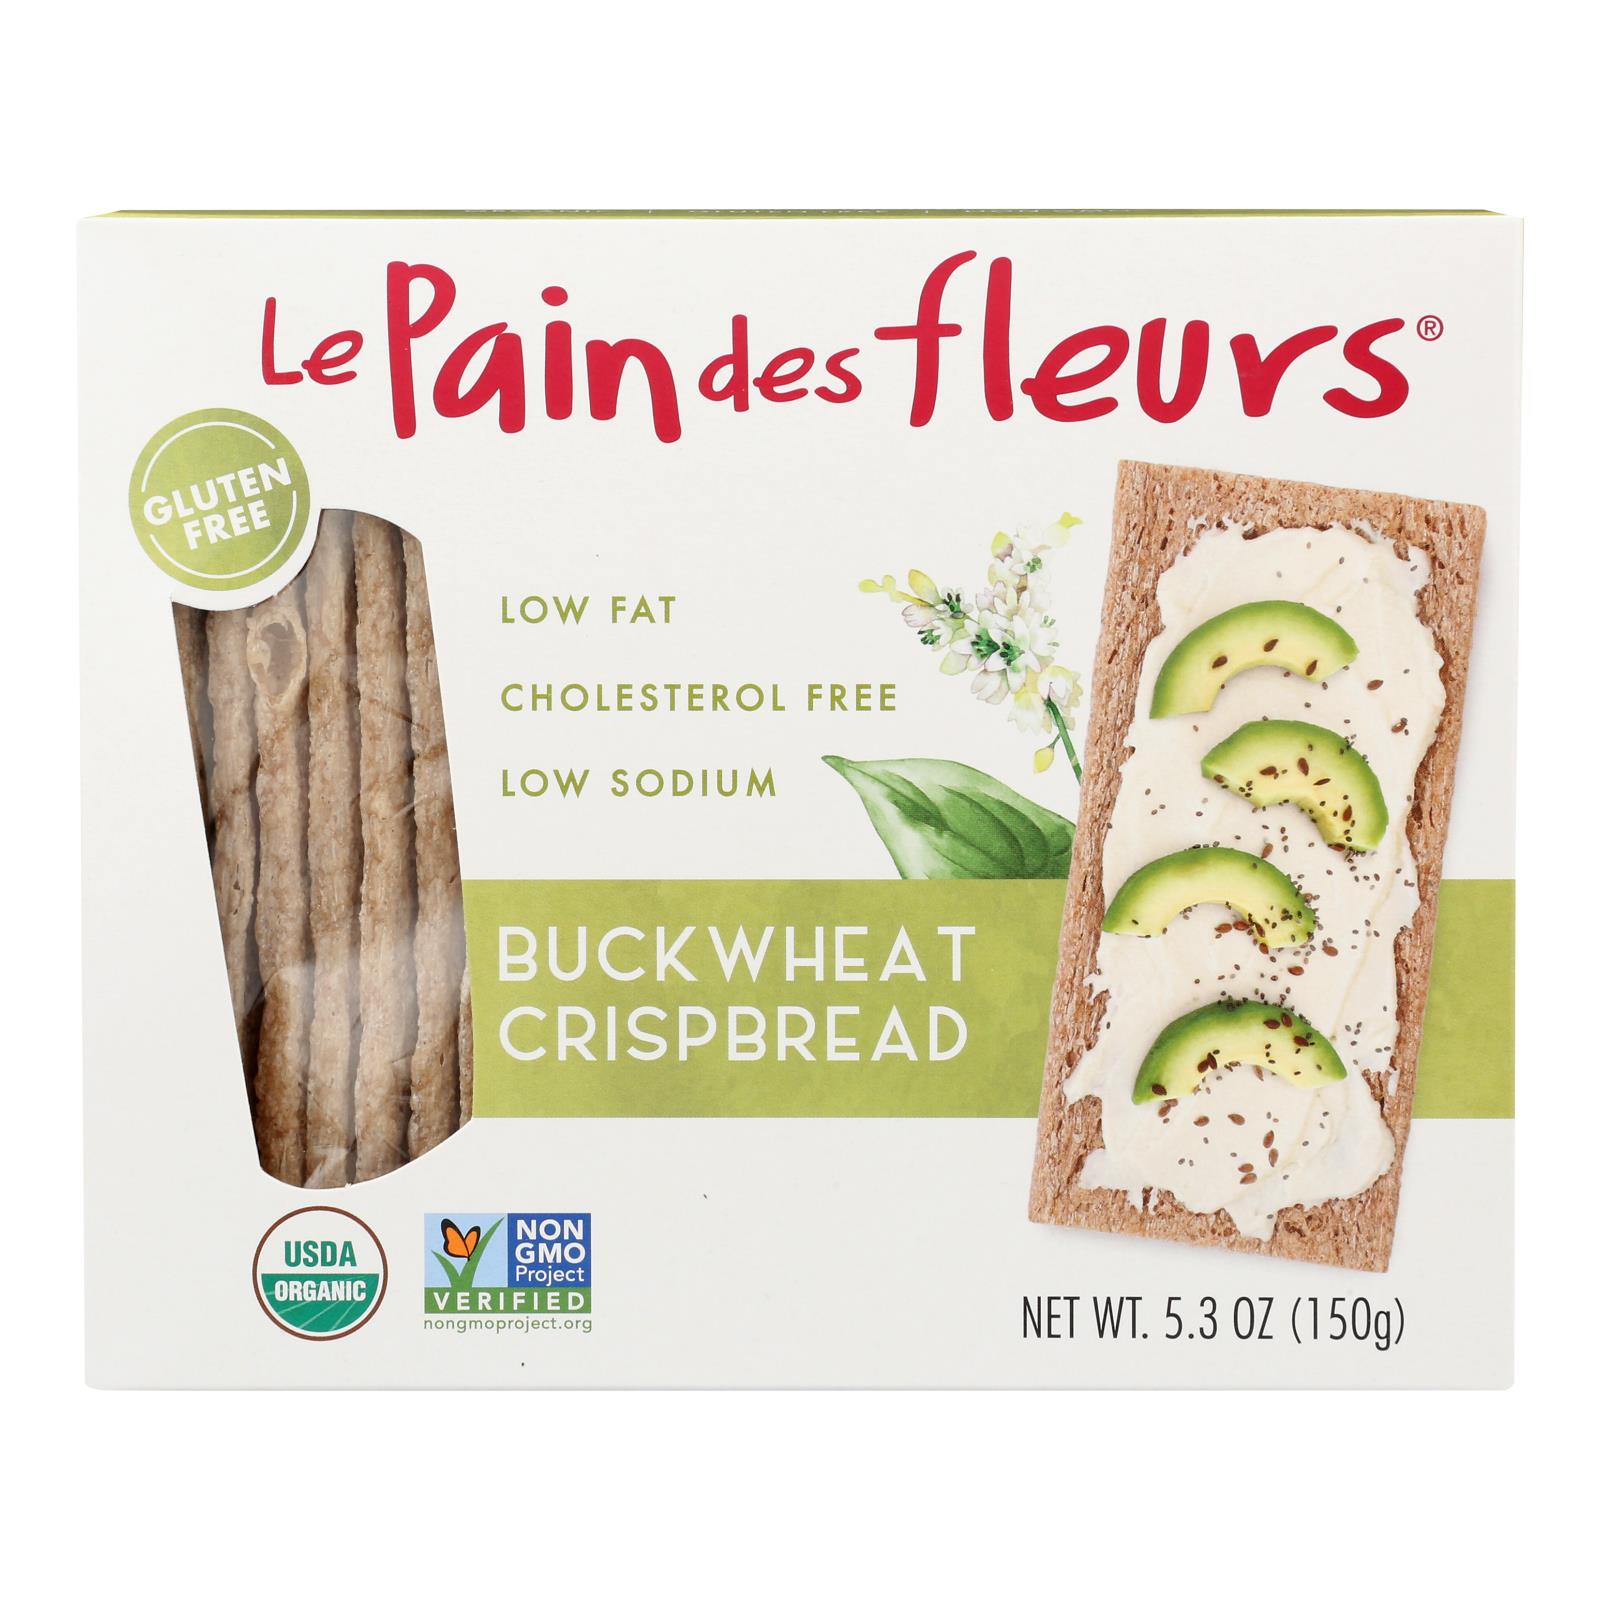 Le Pain des fleurs®
GLUTEN
FREE
LOW FAT
CHOLESTEROL FREE
LOW SODIUM
BUCKWHEAT
CRISPBREAD
USDA
ORGANIC
NON
GMO
Project
VERIFIED
nongmoproject.org
NET WT. 5.3 OZ (150g)